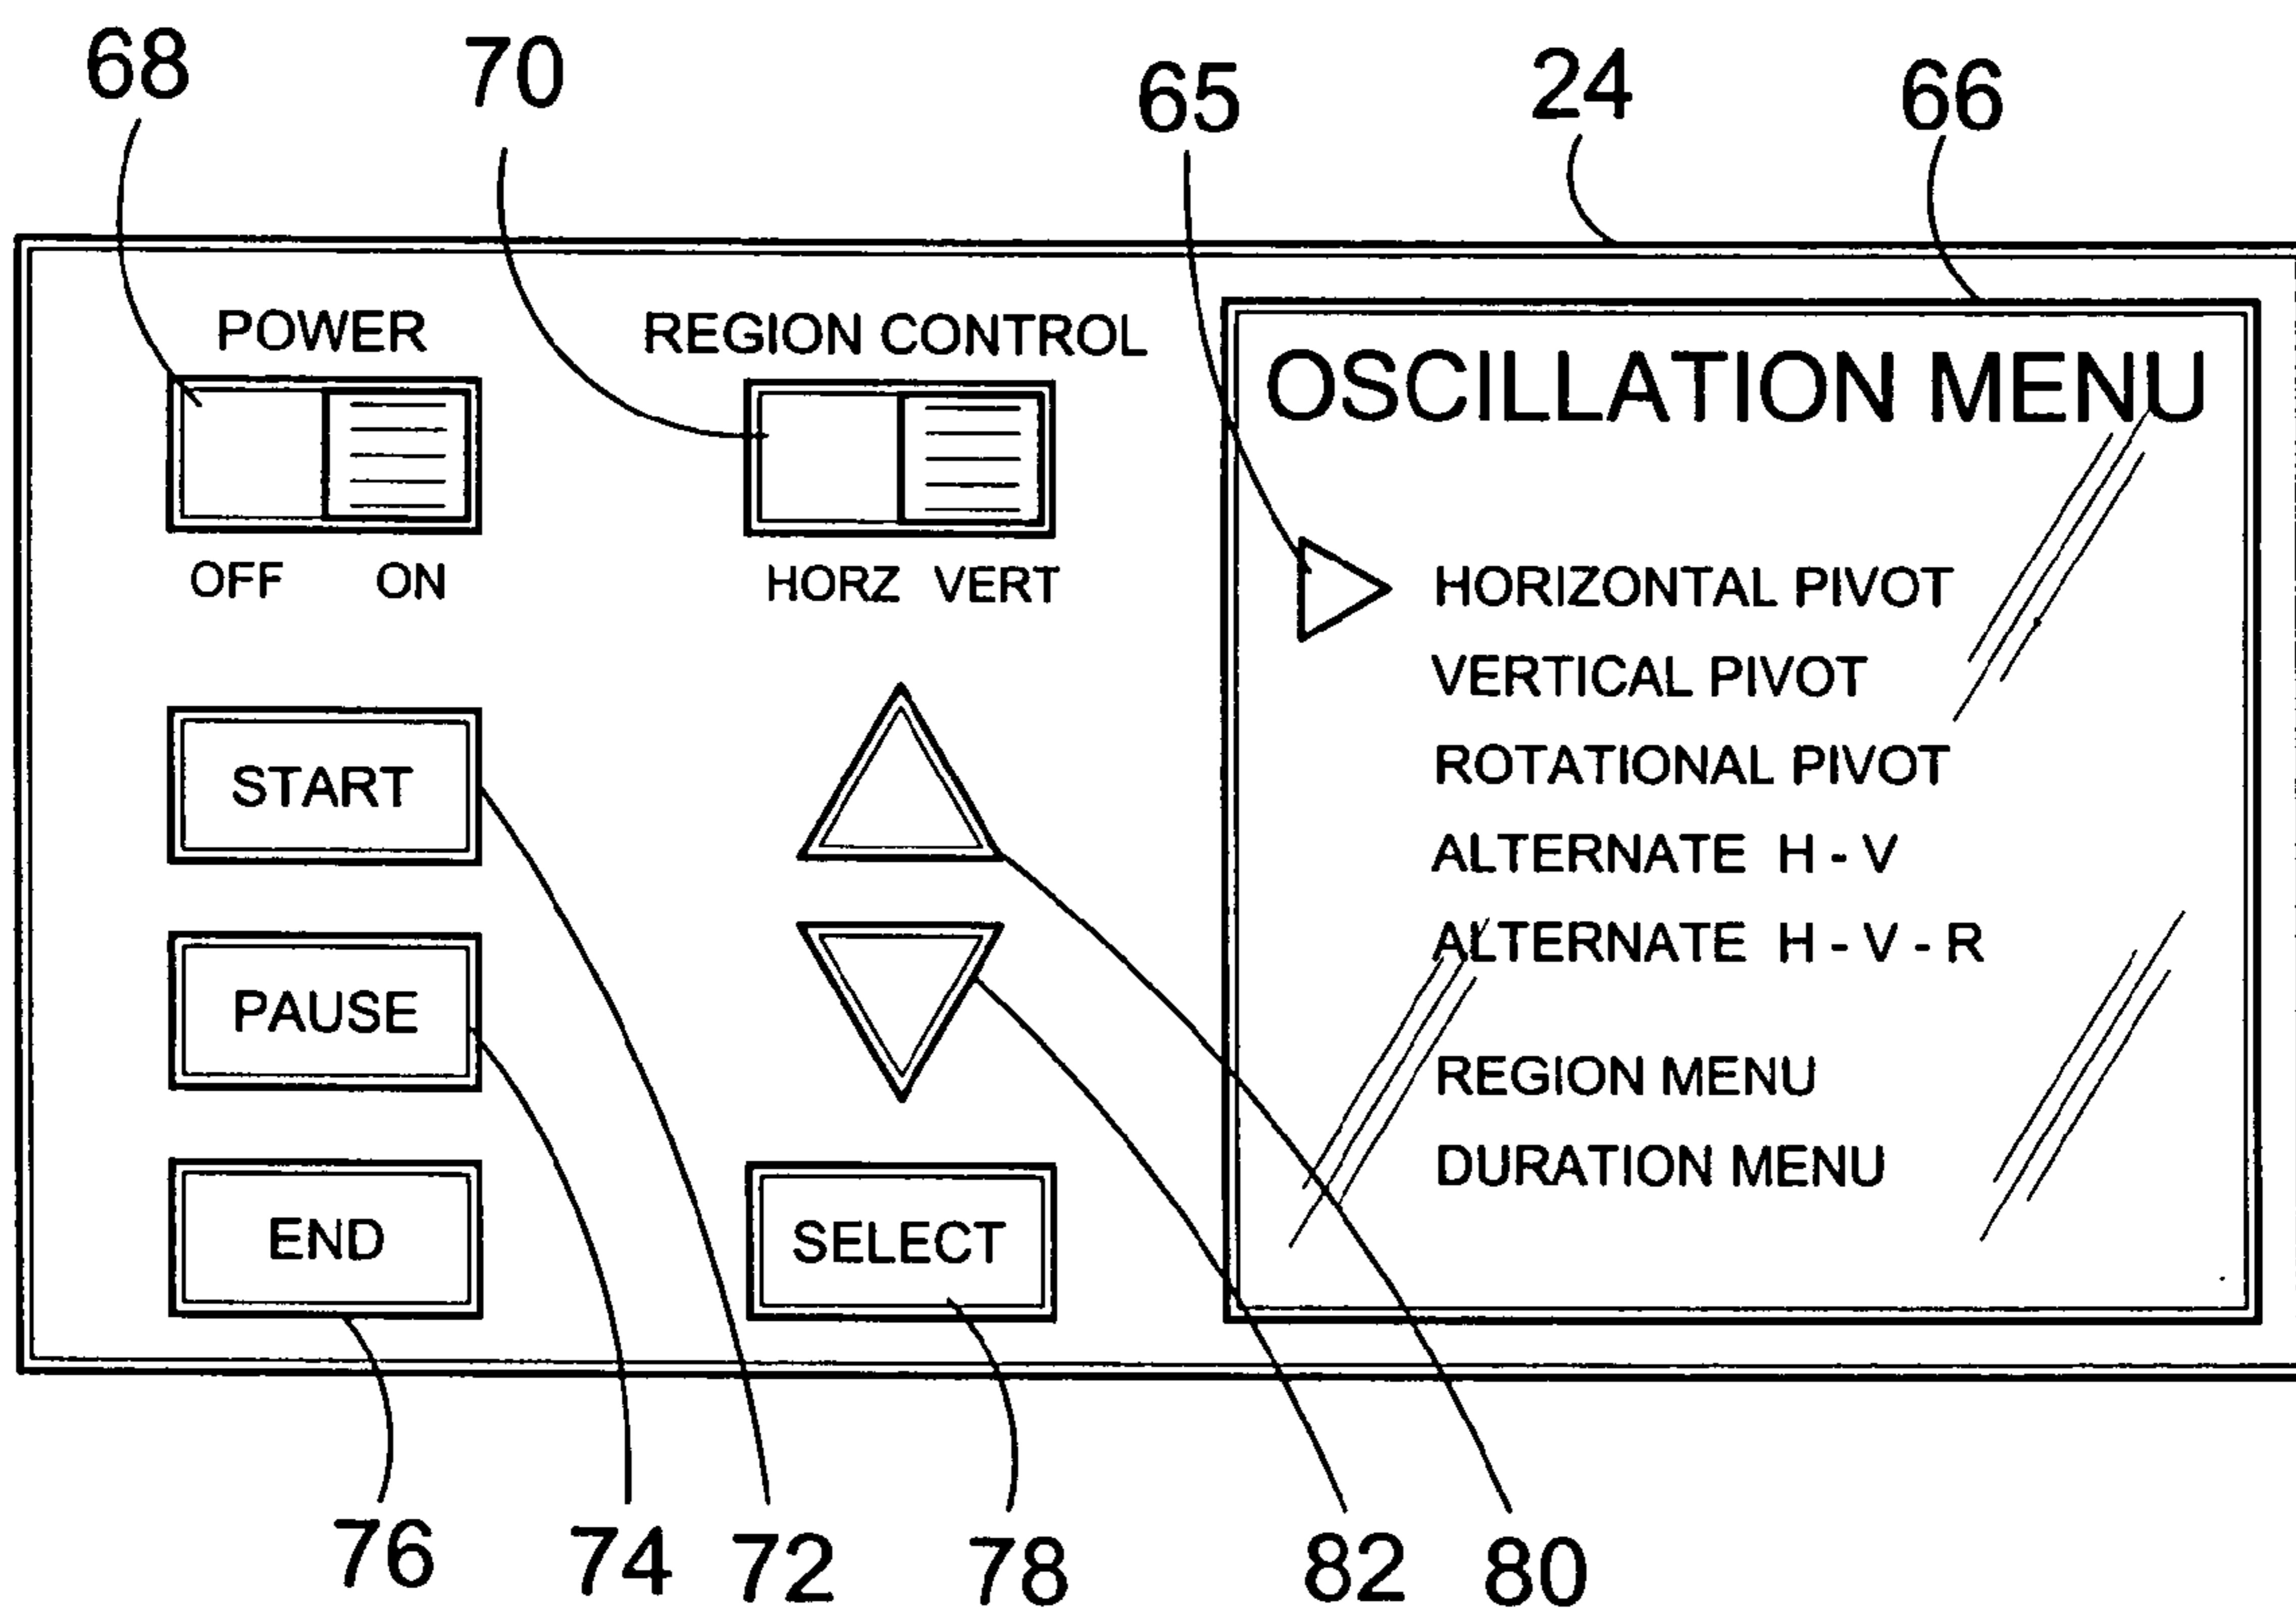 68
70
65
24
66
POWER
REGION CONTROL
OFF ON
HORZ VERT
START
PAUSE
END
SELECT
OSCILLATION MENU
HORIZONTAL PIVOT
VERTICAL PIVOT
ROTATIONAL PIVOT
ALTERNATE H - V
ALTERNATE H - V - R
REGION MENU
DURATION MENU
76
74
72
78
82
80